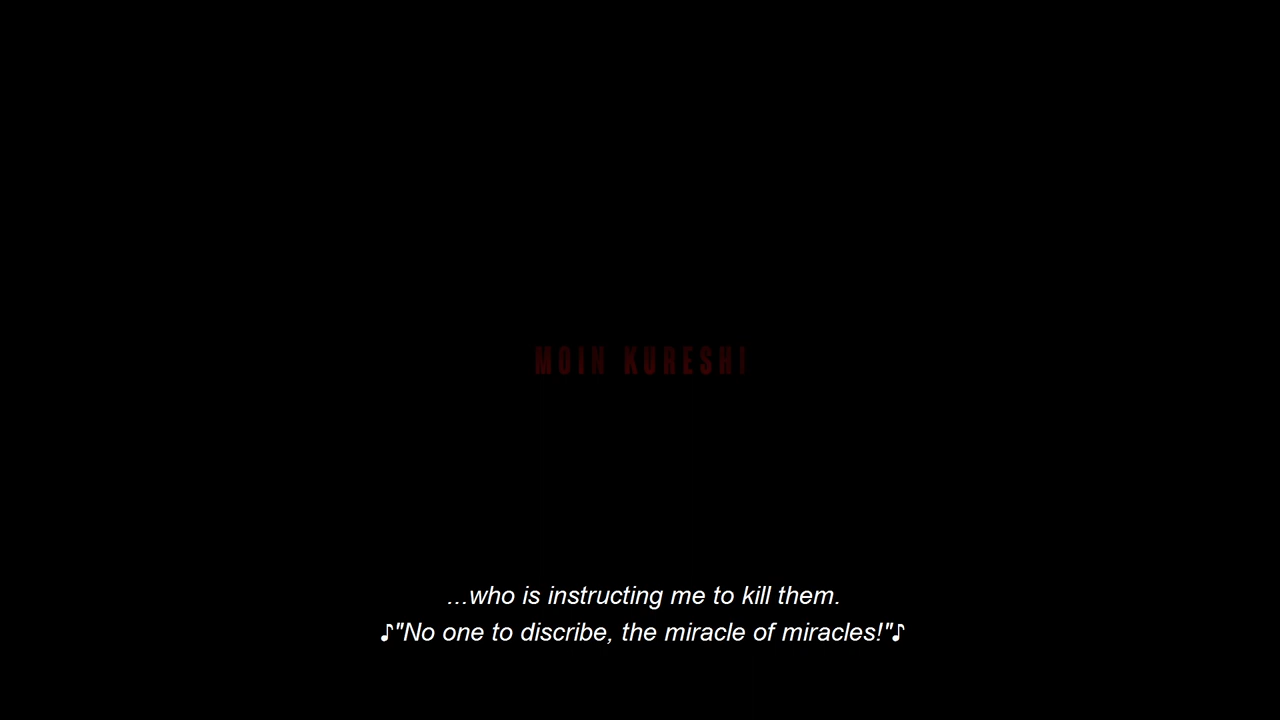 MOIN KURESHI
...who is instructing me to kill them.
♪"No one to discribe, the miracle of miracles!"♪